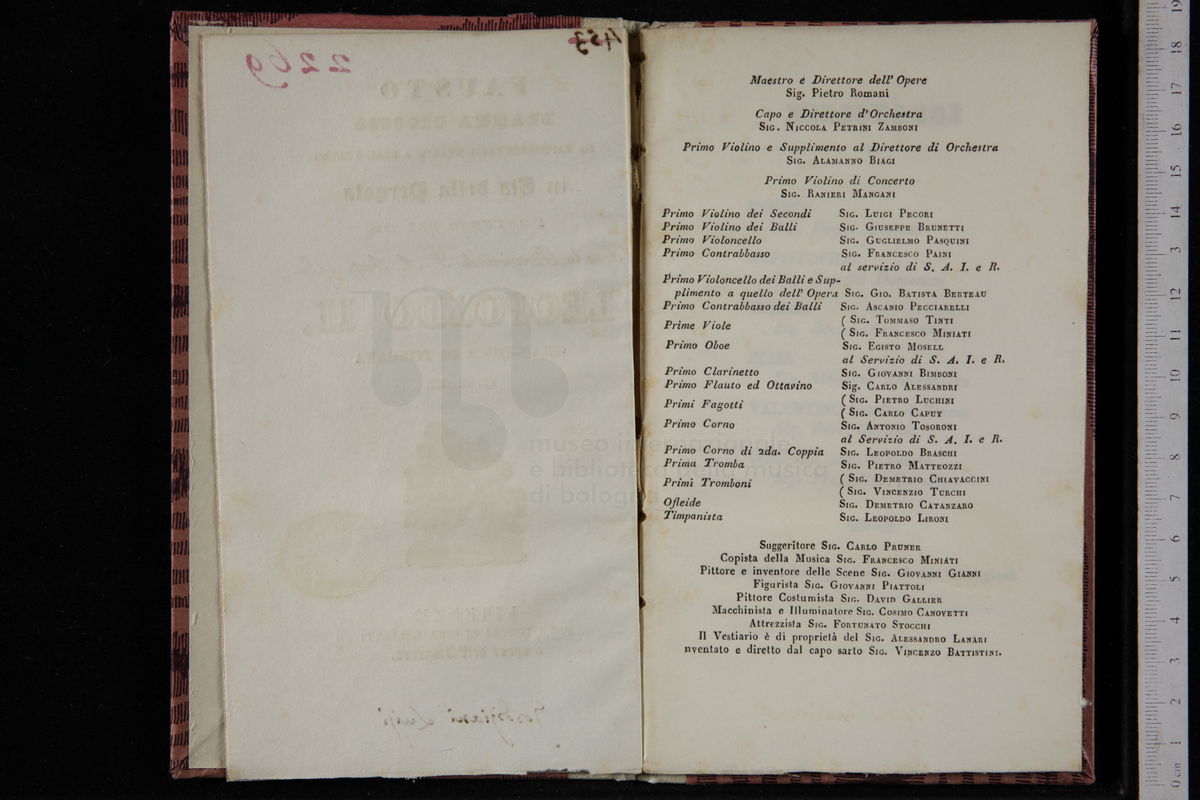 2269
453
Maestro e Direttore dell' Opere
Sig. Pietro Romani
Capo e Direttore d'Orchestra
Sig. Niccola Petrini Zamboni
Primo Violino e Supplimento al Direttore di Orchestra
Sig. Alamanno Biagi
Primo Violino di Concerto
Sig. Ranieri Mangani
Primo Violino dei Secondi Sig. Luigi Pecori
Primo Violino dei Balli Sig. Giuseppe Brunetti
Primo Violoncello Sig. Guglielmo Pasquini
Primo Contrabbasso Sig. Francesco Paini
al servizio di S. A. I. e R.
Primo Violoncello dei Balli e Sup-
plimento a quello dell' Opera Sig. Gio. Batista Berteau
Primo Contrabbasso dei Balli Sig. Ascanio Pecciarelli
Prime Viole ( Sig. Tommaso Tinti
( Sig. Francesco Miniati
Primo Oboe Sig. Egisto Mosell
al Servizio di S. A. I. e R.
Primo Clarinetto Sig. Giovanni Bimboni
Primo Flauto ed Ottavino Sig. Carlo Alessandri
Primi Fagotti ( Sig. Pietro Luchini
( Sig. Carlo Capuy
Primo Corno Sig. Antonio Tosoroni
al Servizio di S. A. I. e R.
Primo Corno di 2da. Coppia Sig. Leopoldo Braschi
Prima Tromba Sig. Pietro Matteozzi
Primi Tromboni ( Sig. Demetrio Chiavaccini
( Sig. Vincenzio Turchi
Ofleide Sig. Demetrio Catanzaro
Timpanista Sig. Leopoldo Lironi
Suggeritore Sig. Carlo Pruner
Copista della Musica Sig. Francesco Miniati
Pittore e inventore delle Scene Sig. Giovanni Gianni
Figurista Sig. Giovanni Piattoli
Pittore Costumista Sig. David Gallier
Macchinista e Illuminatore Sig. Cosimo Canovetti
Attrezzista Sig. Fortunato Stocchi
Il Vestiario è di proprietà del Sig. Alessandro Lanari
nventato e diretto dal capo sarto Sig. Vincenzo Battistini.
museo internazionale
e biblioteca della musica
di bologna